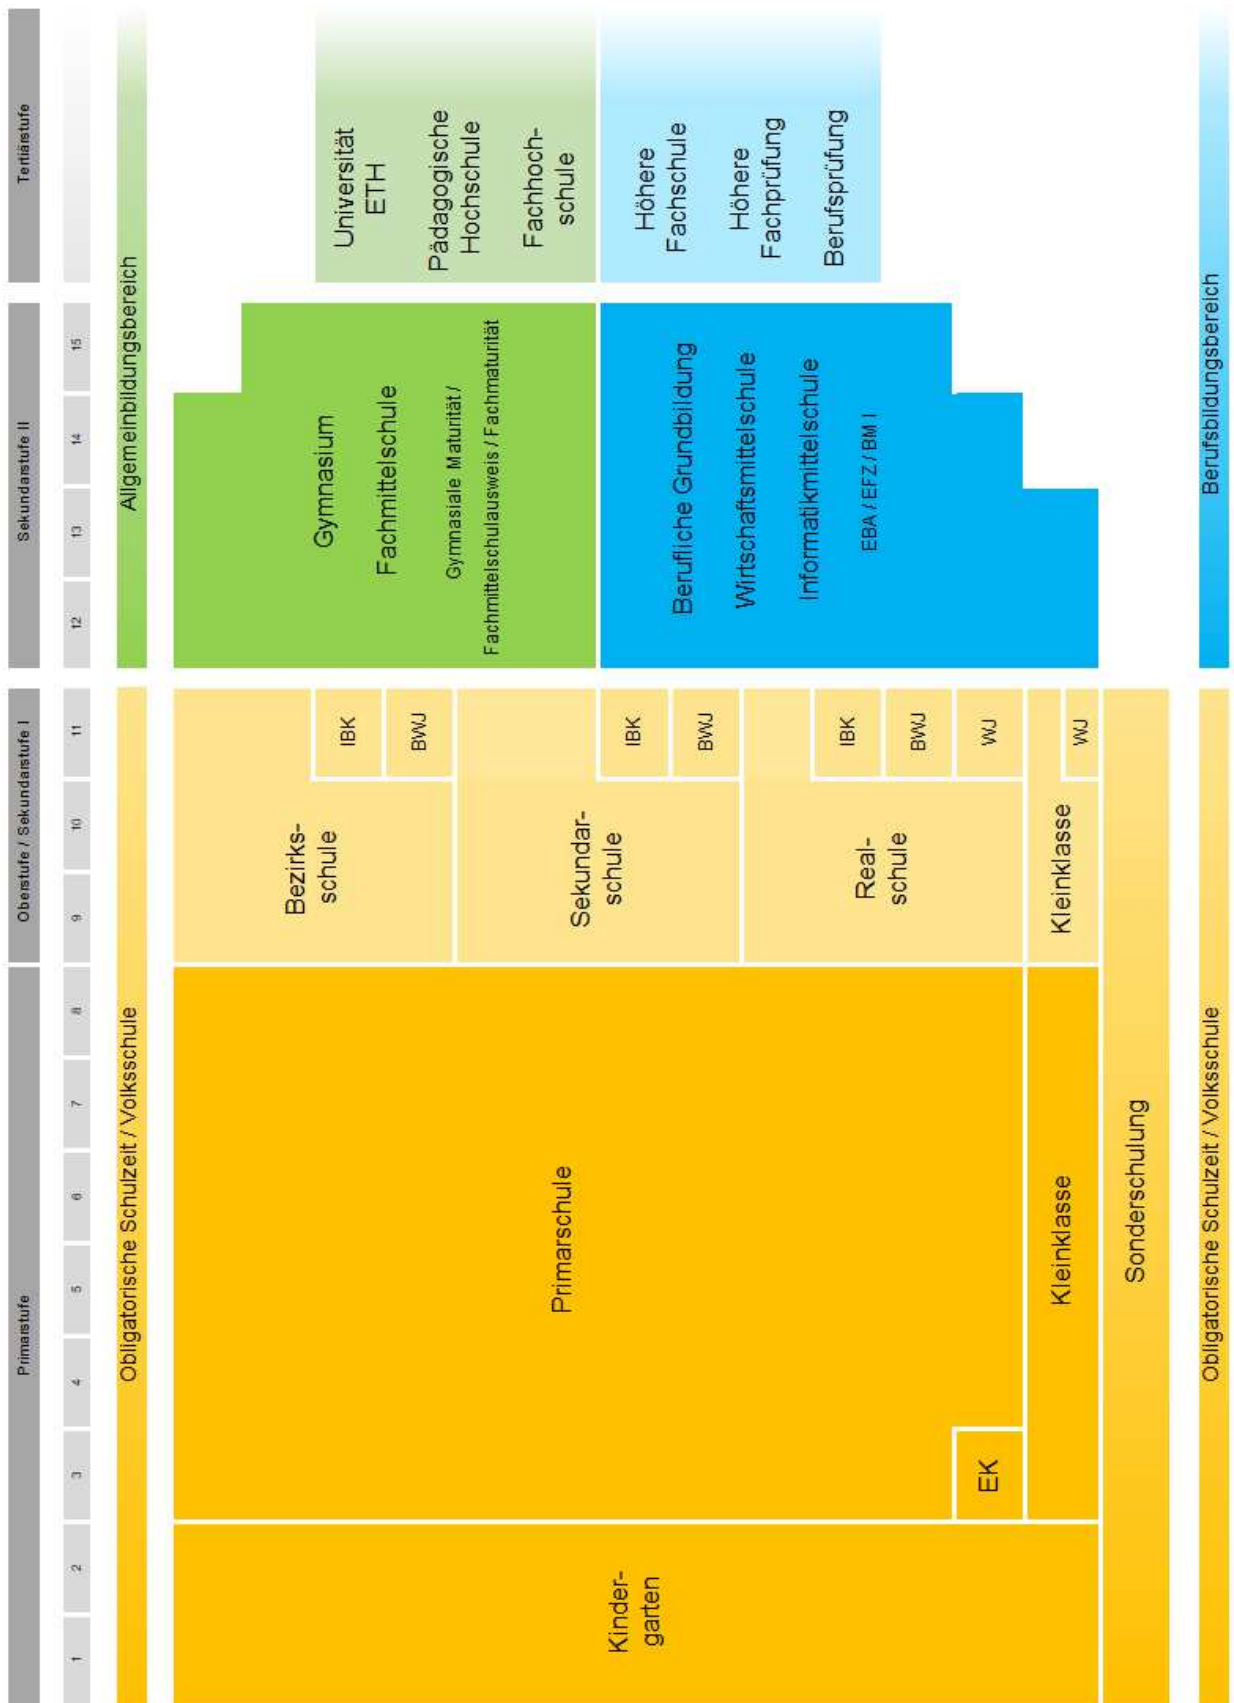 Primarstufe
Oberstufe / Sekundarstufe I
Sekundarstufe II
Tertiärstufe
1
2
3
4
5
6
7
8
9
10
11
12
13
14
15
Obligatorische Schulzeit / Volksschule
Allgemeinbildungsbereich
Kinder-
garten
Primarschule
EK
Kleinklasse
Bezirks-
schule
IBK
BWJ
Sekundar-
schule
IBK
BWJ
Real-
schule
IBK
BWJ
WJ
Kleinklasse
WJ
Gymnasium
Fachmittelschule
Gymnasiale Maturität /
Fachmittelschulausweis / Fachmaturität
Berufliche Grundbildung
Wirtschaftsmittelschule
Informatikmittelschule
EBA / EFZ / BM I
Universität
ETH
Pädagogische
Hochschule
Fachhoch-
schule
Höhere
Fachschule
Höhere
Fachprüfung
Berufsprüfung
Sonderschulung
Obligatorische Schulzeit / Volksschule
Berufsbildungsbereich